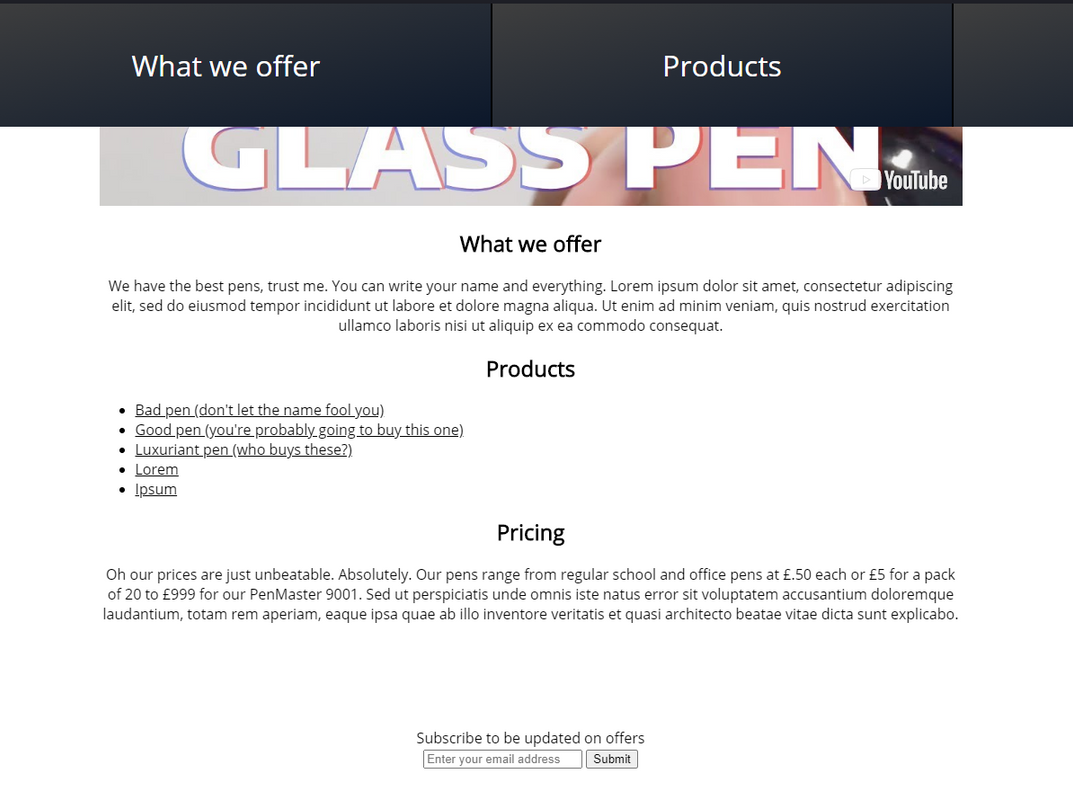 What we offer
Products
GLASS PEN
YouTube
What we offer
We have the best pens, trust me. You can write your name and everything. Lorem ipsum dolor sit amet, consectetur adipiscing
elit, sed do eiusmod tempor incididunt ut labore et dolore magna aliqua. Ut enim ad minim veniam, quis nostrud exercitation
ullamco laboris nisi ut aliquip ex ea commodo consequat.
Products
Bad pen (don't let the name fool you)
Good pen (you're probably going to buy this one)
Luxuriant pen (who buys these?)
Lorem
Ipsum
Pricing
Oh our prices are just unbeatable. Absolutely. Our pens range from regular school and office pens at £.50 each or £5 for a pack
of 20 to £999 for our PenMaster 9001. Sed ut perspiciatis unde omnis iste natus error sit voluptatem accusantium doloremque
laudantium, totam rem aperiam, eaque ipsa quae ab illo inventore veritatis et quasi architecto beatae vitae dicta sunt explicabo.
Subscribe to be updated on offers
Enter your email address Submit